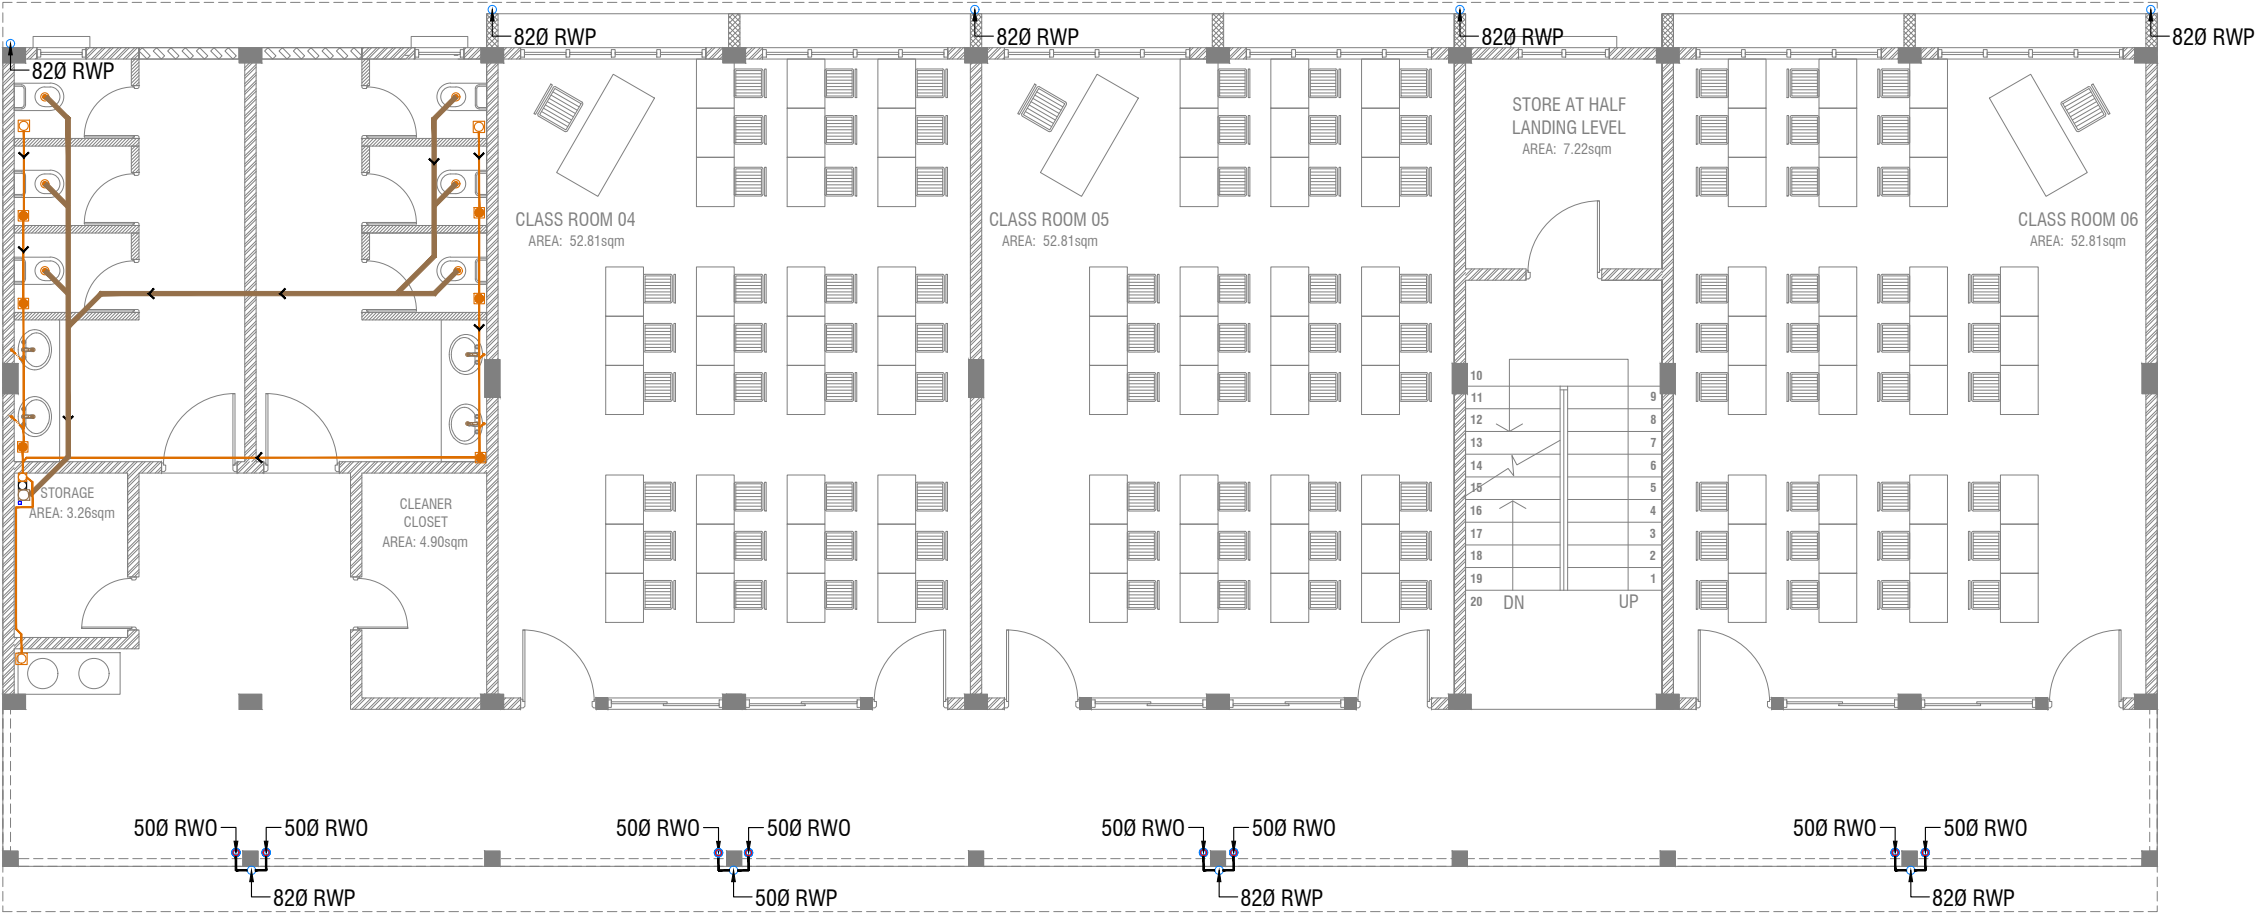 82Ø RWP
82Ø RWP
82Ø RWP
82Ø RWP
82Ø RWP
STORE AT HALF
LANDING LEVEL
AREA: 7.22sqm
CLASS ROOM 04
AREA: 52.81sqm
CLASS ROOM 05
AREA: 52.81sqm
CLASS ROOM 06
AREA: 52.81sqm
10
11
12
13
14
15
16
17
18
19
20
9
8
7
6
5
4
3
2
1
DN
UP
STORAGE
AREA: 3.26sqm
CLEANER
CLOSET
AREA: 4.90sqm
50Ø RWO
50Ø RWO
50Ø RWO
50Ø RWO
50Ø RWO
50Ø RWO
50Ø RWO
50Ø RWO
82Ø RWP
50Ø RWP
82Ø RWP
82Ø RWP